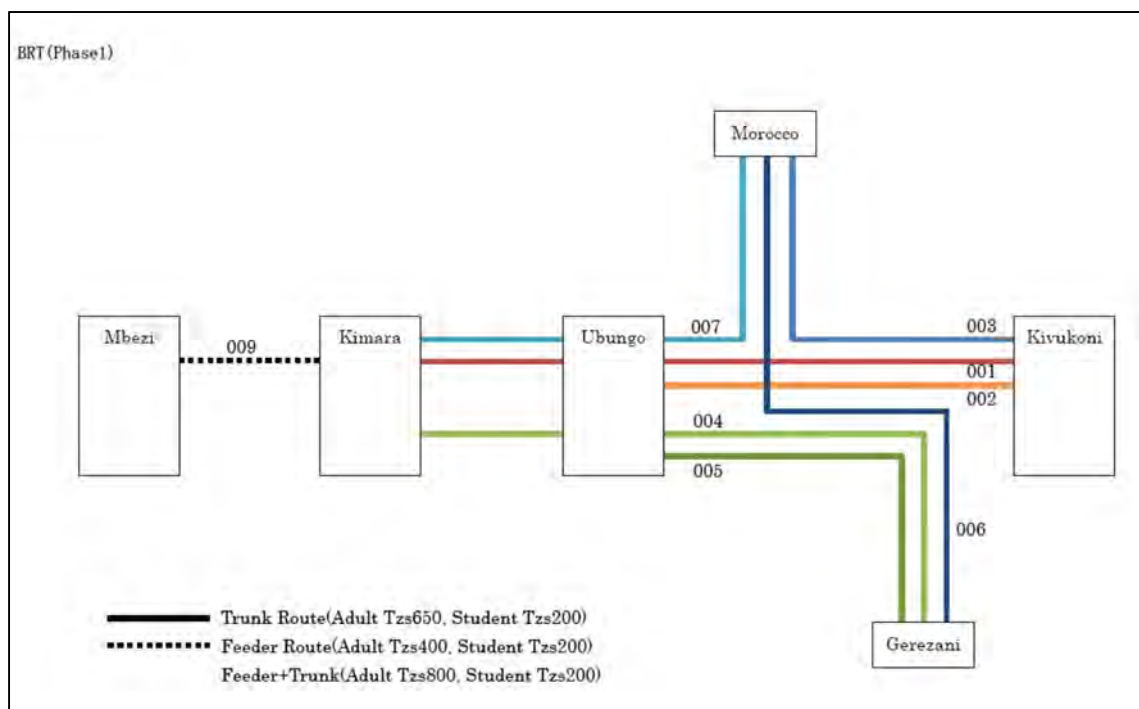 BRT(Phase1)
Morocco
Mbezi
009
Kimara
Ubungo
007
003
Kivukoni
001
002
004
005
006
Gerezani
Trunk Route(Adult Tzs650, Student Tzs200)
Feeder Route(Adult Tzs400, Student Tzs200)
Feeder+Trunk(Adult Tzs800, Student Tzs200)